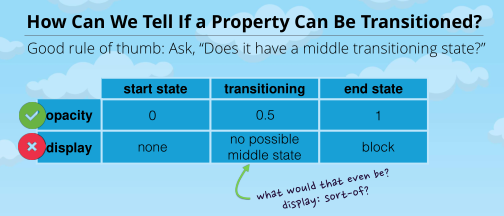 How Can We Tell If a Property Can Be Transitioned?
Good rule of thumb: Ask, “Does it have a middle transitioning state?”
start state transitioning end state
opacity 0 0.5 1
display none no possible middle state block
what would that even be?
display: sort-of?